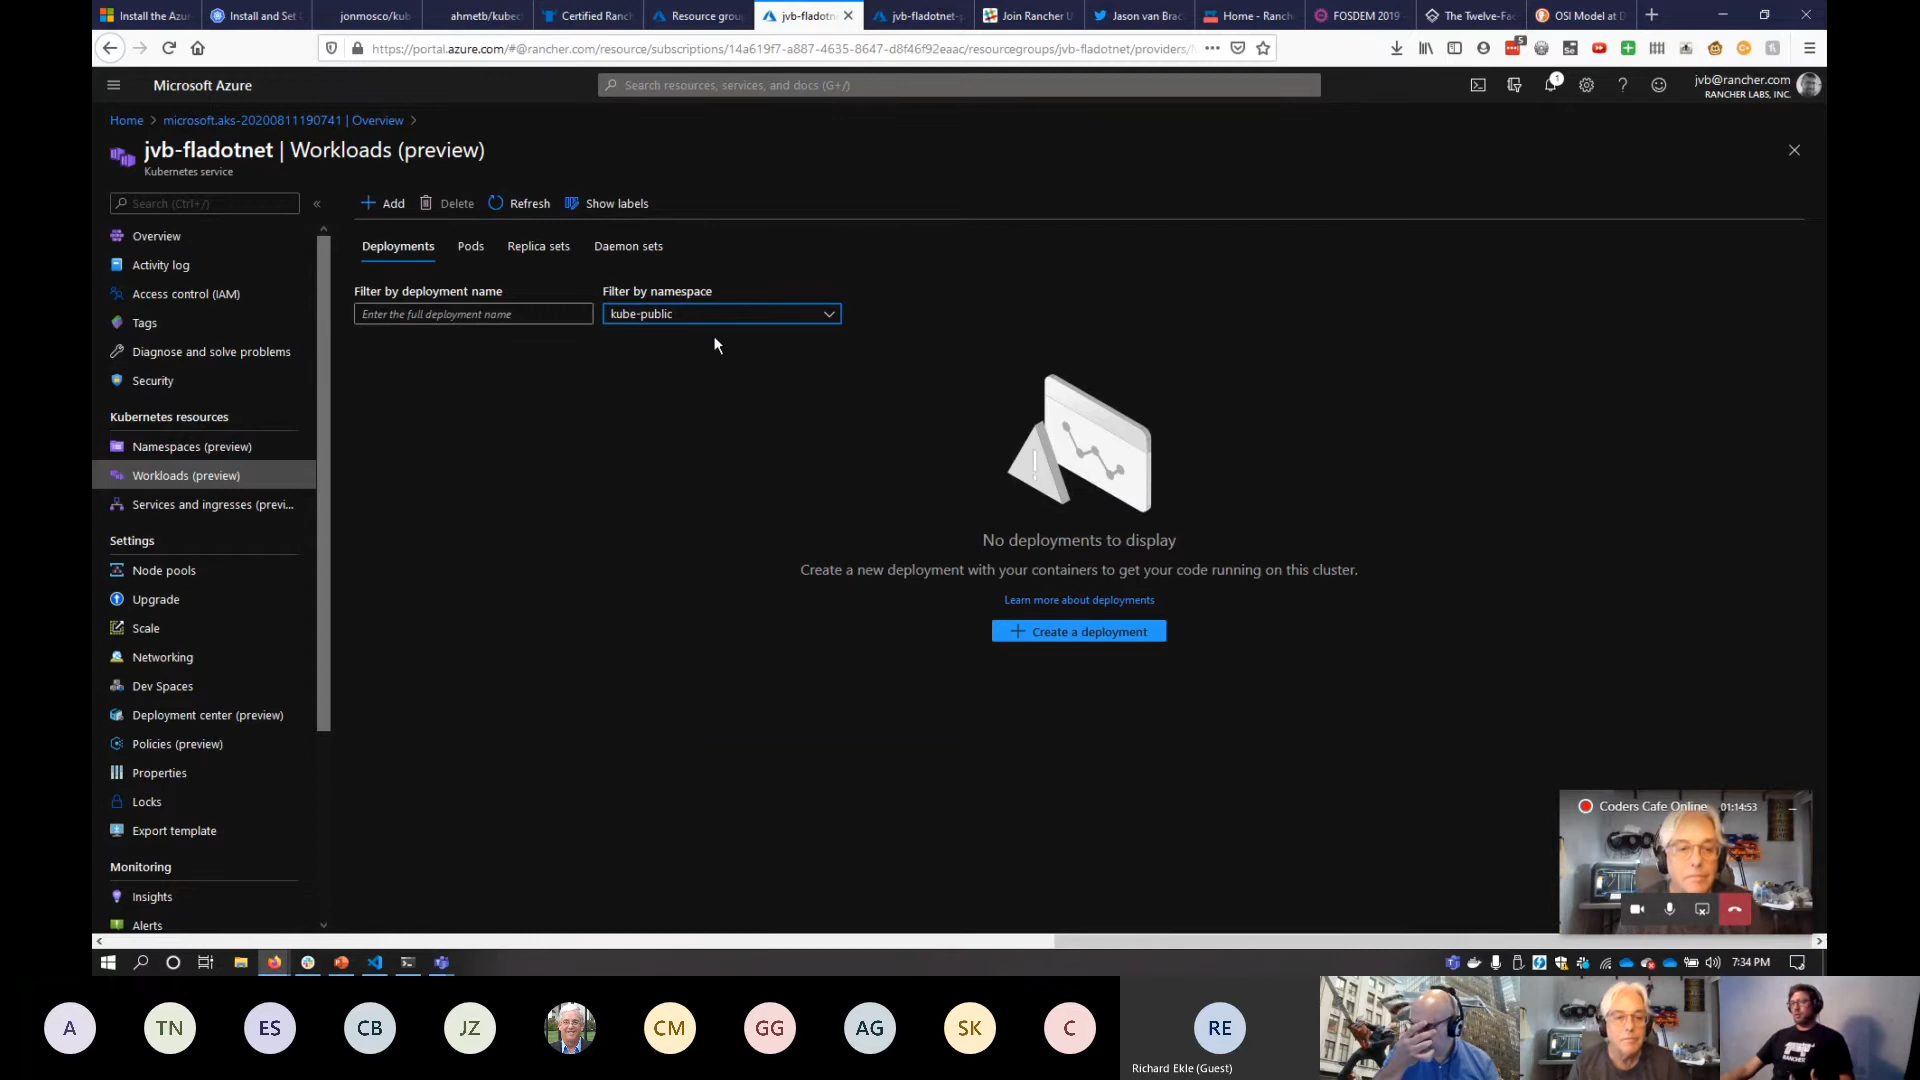 Install the Azu
Install and Set
jonmosco/kub
ahmetb/kubec
Certified Ranch
Resource grou
jvb-fladotn
jvb-fladotnet-
Join Rancher U
Jason van Brac
Home - Ranch
FOSDEM 2019
The Twelve-Fac
OSI Model at D
https://portal.azure.com/#@rancher.com/resource/subscriptions/14a619f7-a887-4635-8647-d8f46f92eaac/resourcegroups/jvb-fladotnet/providers/
5
Microsoft Azure
Search resources, services, and docs (G+/)
1
jvb@rancher.com
RANCHER LABS, INC.
Home > microsoft.aks-20200811190741 | Overview >
jvb-fladotnet | Workloads (preview)
Kubernetes service
Search (Ctrl+/)
«
Add
Delete
Refresh
Show labels
Overview
Activity log
Access control (IAM)
Tags
Diagnose and solve problems
Security
Kubernetes resources
Namespaces (preview)
Workloads (preview)
Services and ingresses (previ...
Settings
Node pools
Upgrade
Scale
Networking
Dev Spaces
Deployment center (preview)
Policies (preview)
Properties
Locks
Export template
Monitoring
Insights
Alerts
Deployments
Pods
Replica sets
Daemon sets
Filter by deployment name
Filter by namespace
Enter the full deployment name
kube-public
No deployments to display
Create a new deployment with your containers to get your code running on this cluster.
Learn more about deployments
Create a deployment
Coders Cafe Online
01:14:53
7:34 PM
A
TN
ES
CB
JZ
CM
GG
AG
SK
C
RE
Richard Ekle (Guest)
RANCHER